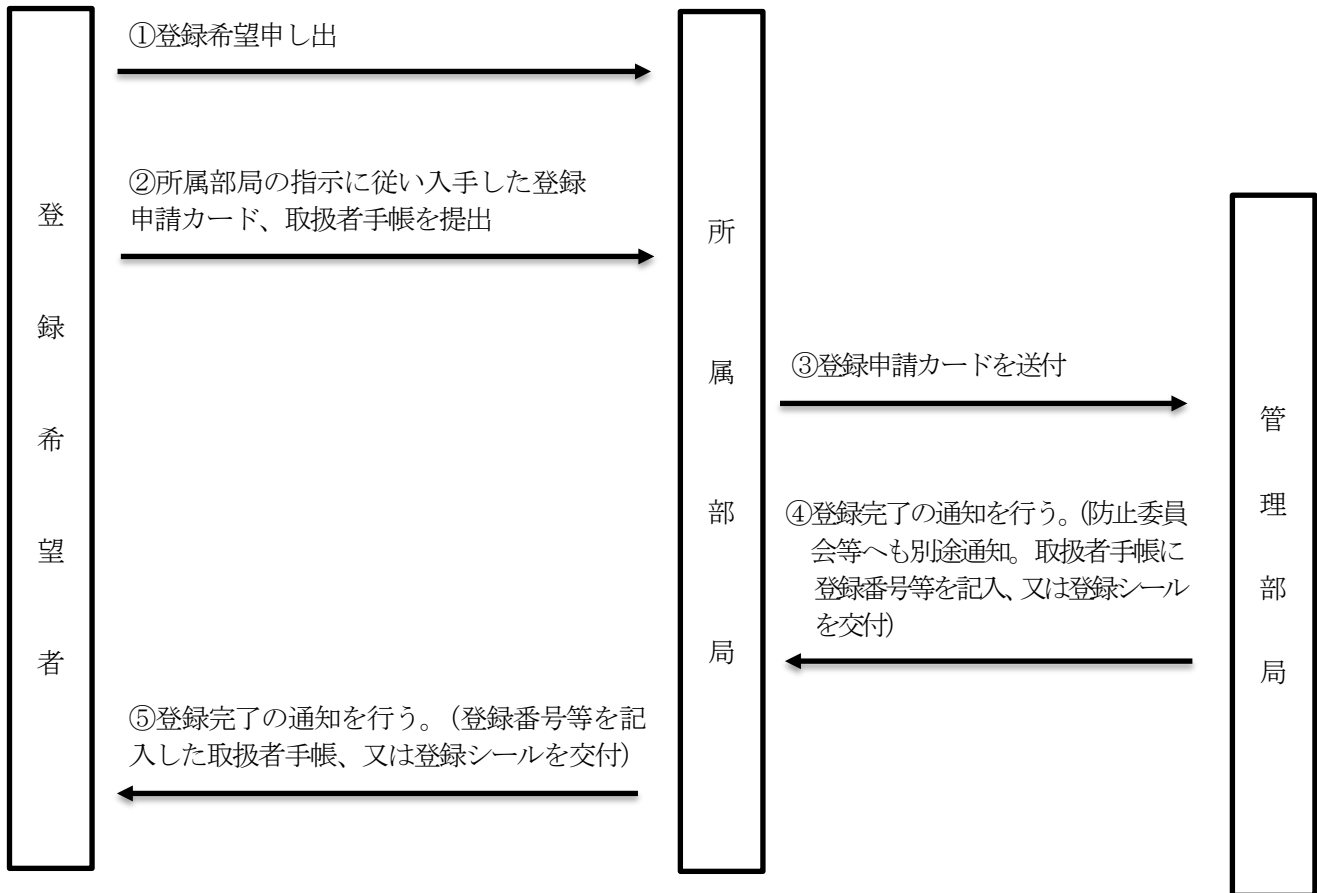 ①登録希望申し出
②所属部局の指示に従い入手した登録
申請カード、取扱者手帳を提出
登録希望者
所属部局
③登録申請カードを送付
管理部局
④登録完了の通知を行う。(防止委員
会等へも別途通知。取扱者手帳に
登録番号等を記入、又は登録シール
を交付)
⑤登録完了の通知を行う。(登録番号等を記
入した取扱者手帳、又は登録シールを交付)